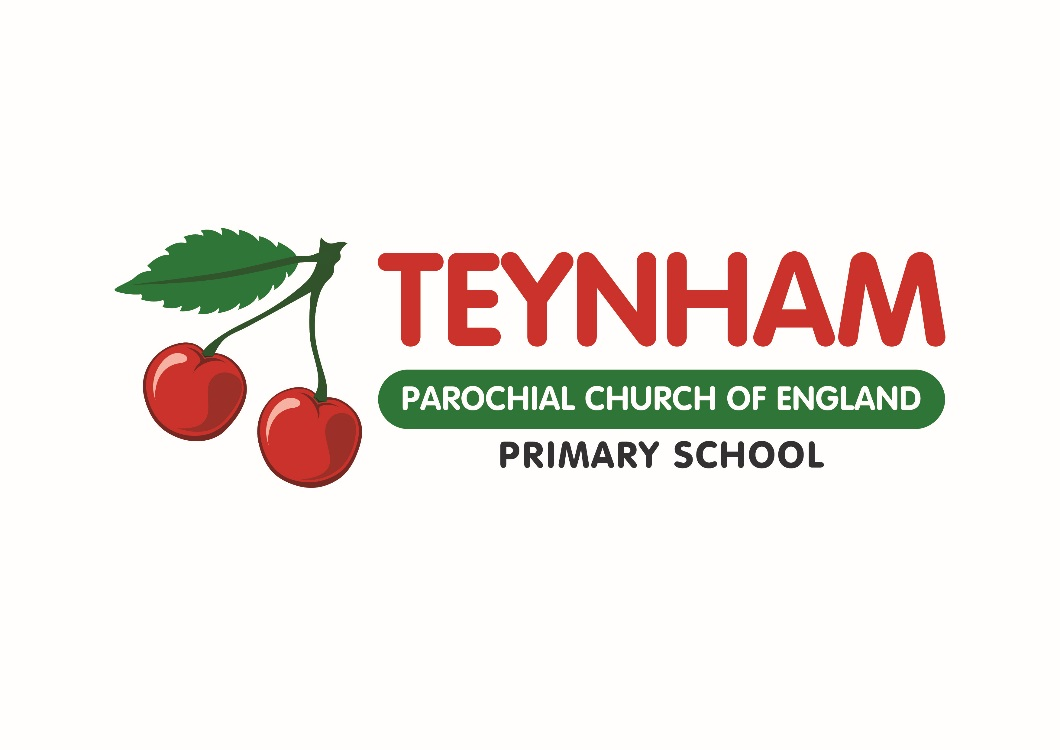 TEYNHAM
PAROCHIAL CHURCH OF ENGLAND
PRIMARY SCHOOL